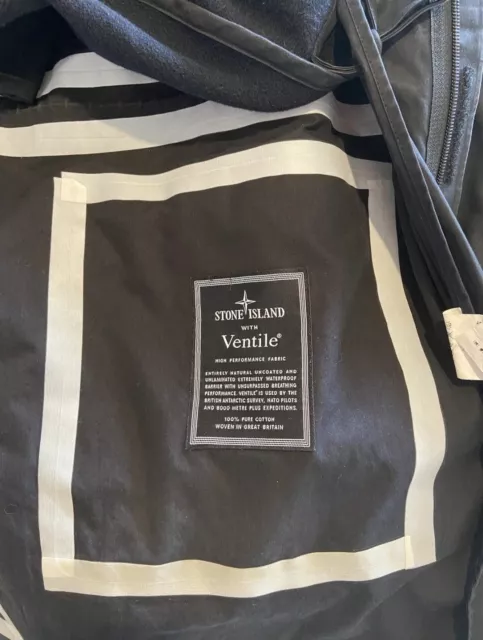 STONE ISLAND
WITH
Ventile®
HIGH PERFORMANCE FABRIC
ENTIRELY NATURAL UNCOATED AND
UNLAMINATED EXTREMELY WATERPROOF
BARRIER WITH UNSURPASSED BREATHING
PERFORMANCE. VENTILE® IS USED BY THE
BRITISH ANTARCTIC SURVEY, NATO PILOTS
AND 8000 METRE PLUS EXPEDITIONS.
100% PURE COTTON
WOVEN IN GREAT BRITAIN